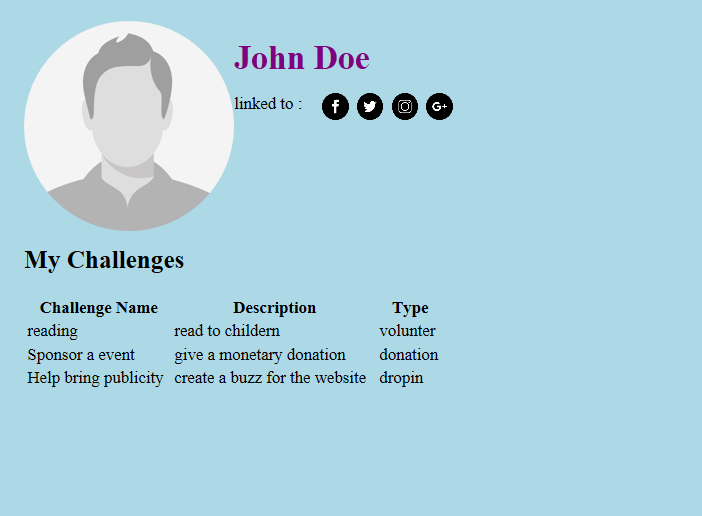 John Doe
linked to :
G+
My Challenges
Challenge Name Description Type
reading read to childern volunter
Sponsor a event give a monetary donation donation
Help bring publicity create a buzz for the website dropin